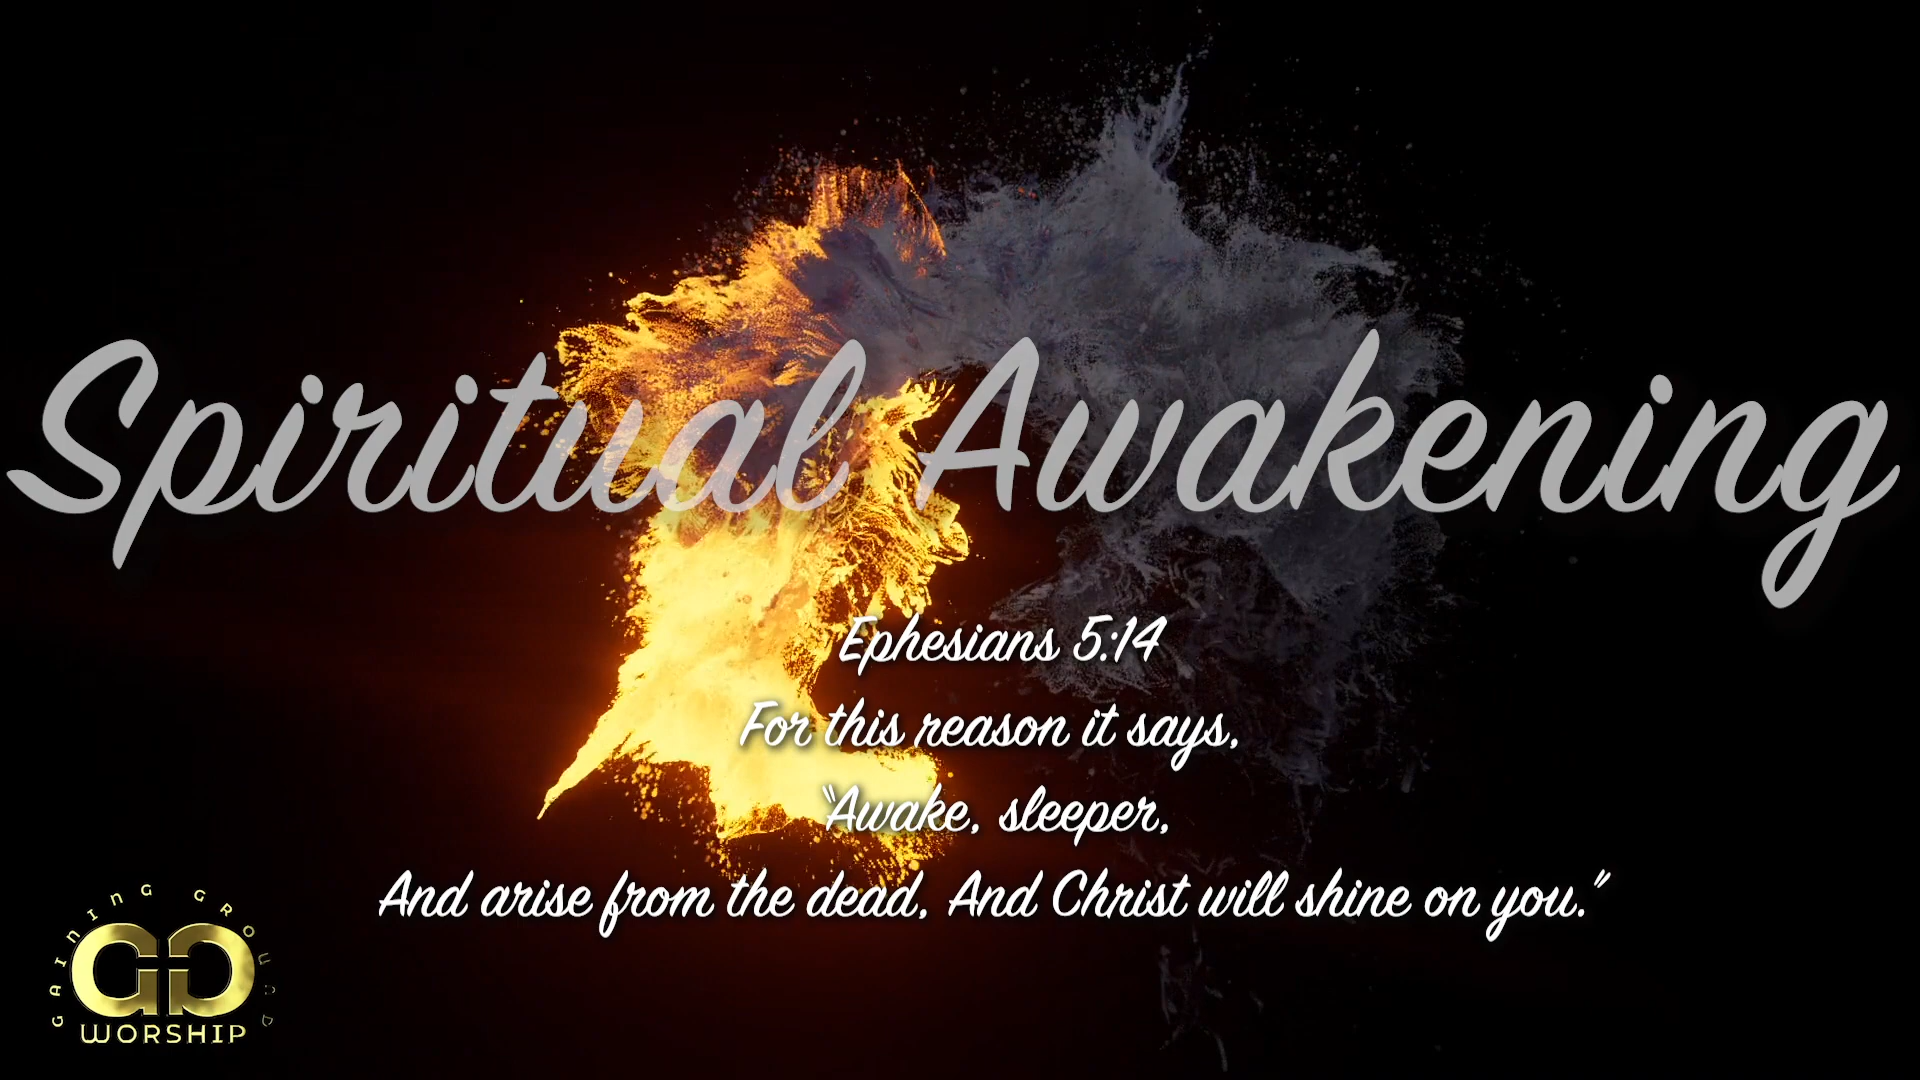 Spiritual Awakening
Ephesians 5:14
For this reason it says,
"Awake, sleeper,
And arise from the dead, And Christ will shine on you."
GAINING GROUND
GG
WORSHIP